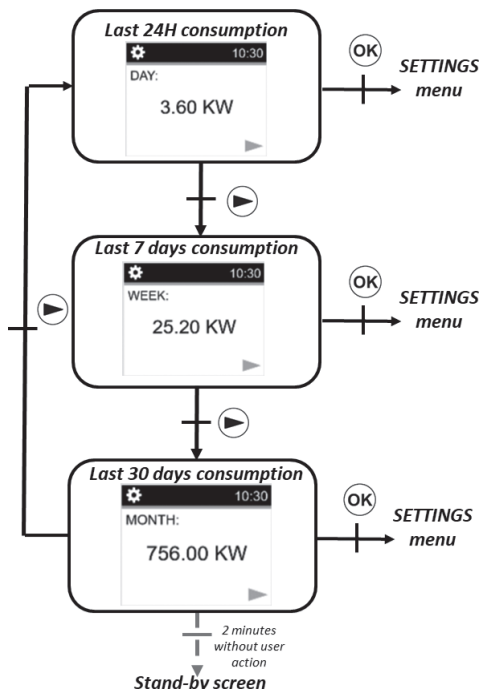 Last 24H consumption
10:30
DAY:
3.60 KW
OK
SETTINGS
menu
Last 7 days consumption
10:30
WEEK:
25.20 KW
OK
SETTINGS
menu
Last 30 days consumption
10:30
MONTH:
756.00 KW
OK
SETTINGS
menu
2 minutes
without user
action
Stand-by screen